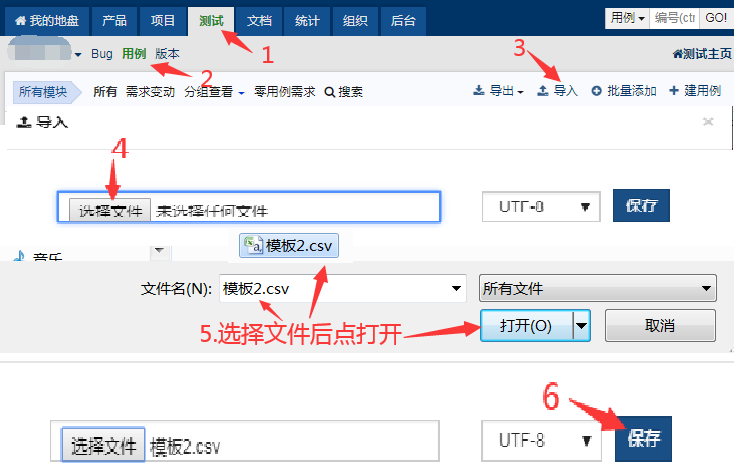 我的地盘 产品 项目 测试 文档 统计 组织 后台 用例 编号(ctr GO!
1
Bug 用例 版本 测试主页
2
3
所有模块 所有 需求变动 分组查看 零用例需求 搜索 导出 导入 批量添加 建用例
导入
4
选择文件 未选择任何文件 UTF-8 保存
模板2.csv
音乐
文件名(N): 模板2.csv 所有文件
5.选择文件后点打开 打开(O) 取消
6
选择文件 模板2.csv UTF-8 保存